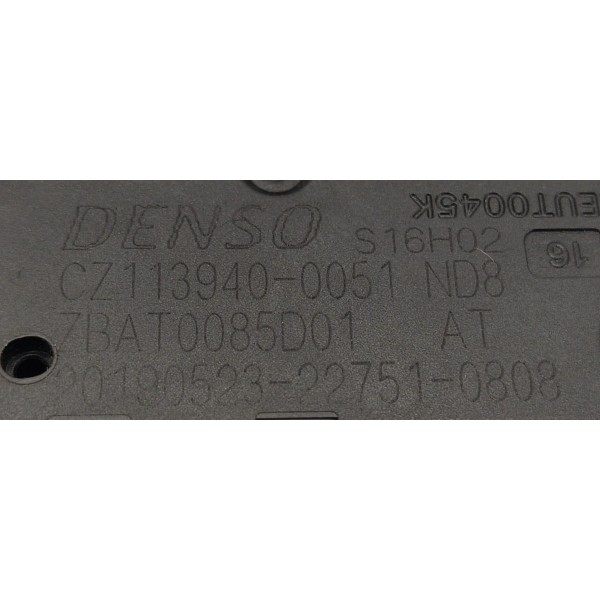 EUT0045K
DENSO S16H02
16
CZ113940-0051 ND8
ZBAT0085D01 AT
20190523-22751-0808